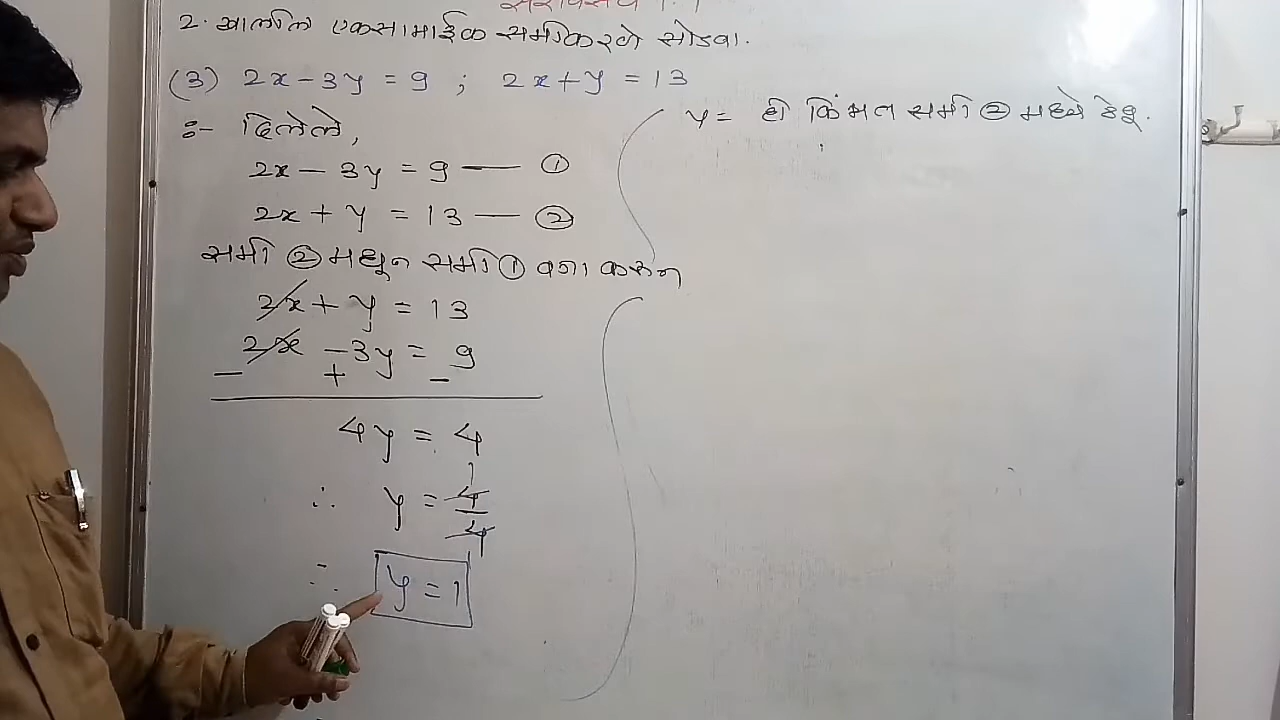 2. खालील एकसामाईक समीकरणे सोडवा.
(3) 2x - 3y = 9 ; 2x + y = 13
:- दिलेले,
2x - 3y = 9 — ①
2x + y = 13 — ②
समी ② मधून समी ① वजा करून
2x + y = 13
2x - 3y = 9
- + -
4y = 4
∴ y = 4/4
1
∴ y = 1
y = ही किंमत समी ② मध्ये ठेवू.